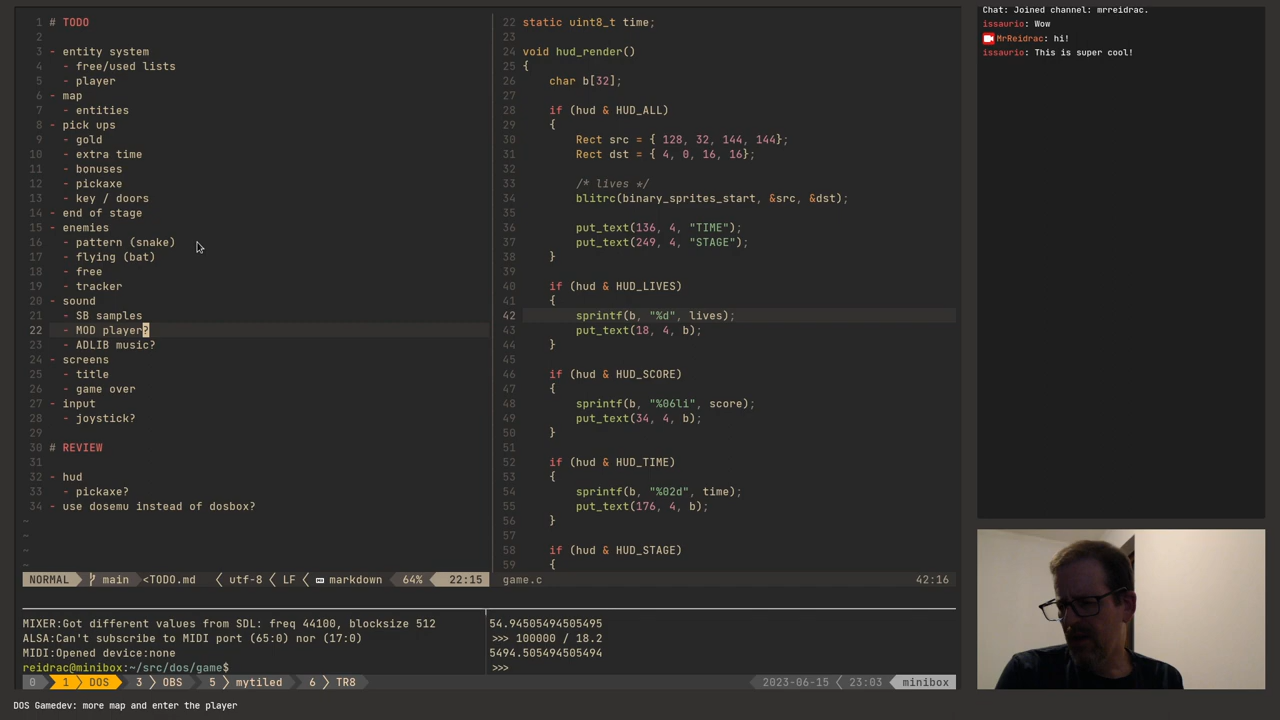 1 # TODO
2
3 - entity system
4 - free/used lists
5 - player
6 - map
7 - entities
8 - pick ups
9 - gold
10 - extra time
11 - bonuses
12 - pickaxe
13 - key / doors
14 - end of stage
15 - enemies
16 - pattern (snake)
17 - flying (bat)
18 - free
19 - tracker
20 - sound
21 - SB samples
22 - MOD player?
23 - ADLIB music?
24 - screens
25 - title
26 - game over
27 - input
28 - joystick?
29
30 # REVIEW
31
32 - hud
33 - pickaxe?
34 - use dosemu instead of dosbox?
~
~
~
NORMAL main <TODO.md utf-8 LF markdown 64% 22:15
22 static uint8_t time;
23
24 void hud_render()
25 {
26 char b[32];
27
28 if (hud & HUD_ALL)
29 {
30 Rect src = { 128, 32, 144, 144};
31 Rect dst = { 4, 0, 16, 16};
32
33 /* lives */
34 blitrc(binary_sprites_start, &src, &dst);
35
36 put_text(136, 4, "TIME");
37 put_text(249, 4, "STAGE");
38 }
39
40 if (hud & HUD_LIVES)
41 {
42 sprintf(b, "%d", lives);
43 put_text(18, 4, b);
44 }
45
46 if (hud & HUD_SCORE)
47 {
48 sprintf(b, "%06li", score);
49 put_text(34, 4, b);
50 }
51
52 if (hud & HUD_TIME)
53 {
54 sprintf(b, "%02d", time);
55 put_text(176, 4, b);
56 }
57
58 if (hud & HUD_STAGE)
59 {
game.c 42:16
MIXER:Got different values from SDL: freq 44100, blocksize 512
ALSA:Can't subscribe to MIDI port (65:0) nor (17:0)
MIDI:Opened device:none
reidrac@minibox:~/src/dos/game$
54.94505494505495
>>> 100000 / 18.2
5494.505494505494
>>>
0 1 DOS 3 OBS 5 mytiled 6 TR8 2023-06-15 23:03 minibox
DOS Gamedev: more map and enter the player
Chat: Joined channel: mrreidrac.
issaurio: Wow
MrReidrac: hi!
issaurio: This is super cool!